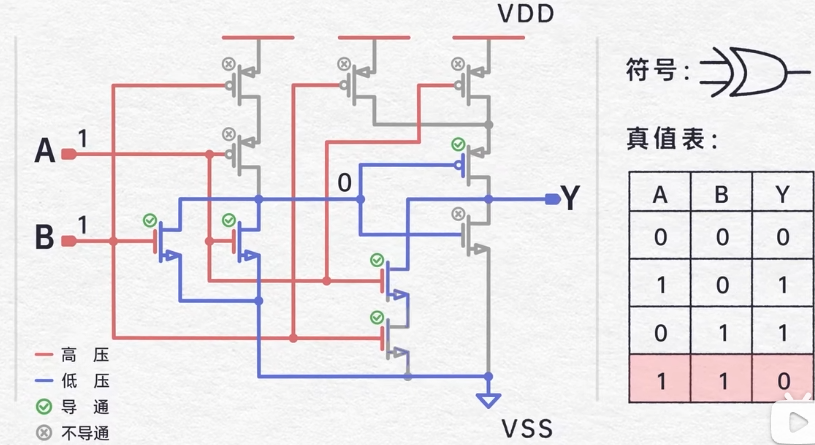 VDD
符号:
A 1
0
Y
B 1
真值表:
A B Y
0 0 0
1 0 1
0 1 1
1 1 0
高 压
低 压
导 通
不导通
VSS